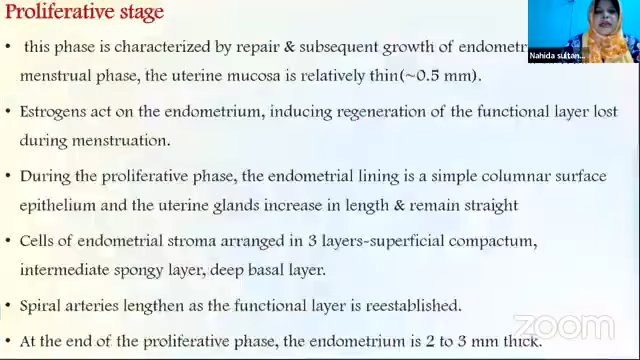 Proliferative stage
• this phase is characterized by repair & subsequent growth of endometr
menstrual phase, the uterine mucosa is relatively thin(~0.5 mm).
• Estrogens act on the endometrium, inducing regeneration of the functional layer lost
during menstruation.
• During the proliferative phase, the endometrial lining is a simple columnar surface
epithelium and the uterine glands increase in length & remain straight
• Cells of endometrial stroma arranged in 3 layers-superficial compactum,
intermediate spongy layer, deep basal layer.
• Spiral arteries lengthen as the functional layer is reestablished.
• At the end of the proliferative phase, the endometrium is 2 to 3 mm thick.
Nahida sultan...
zoom